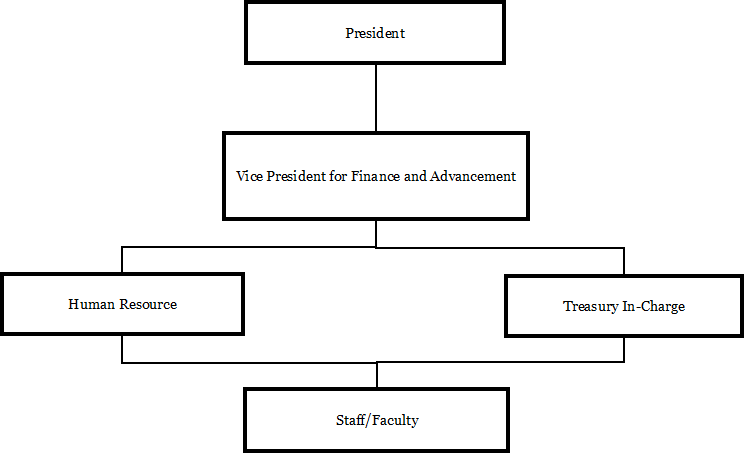 President
Vice President for Finance and Advancement
Human Resource
Treasury In-Charge
Staff/Faculty